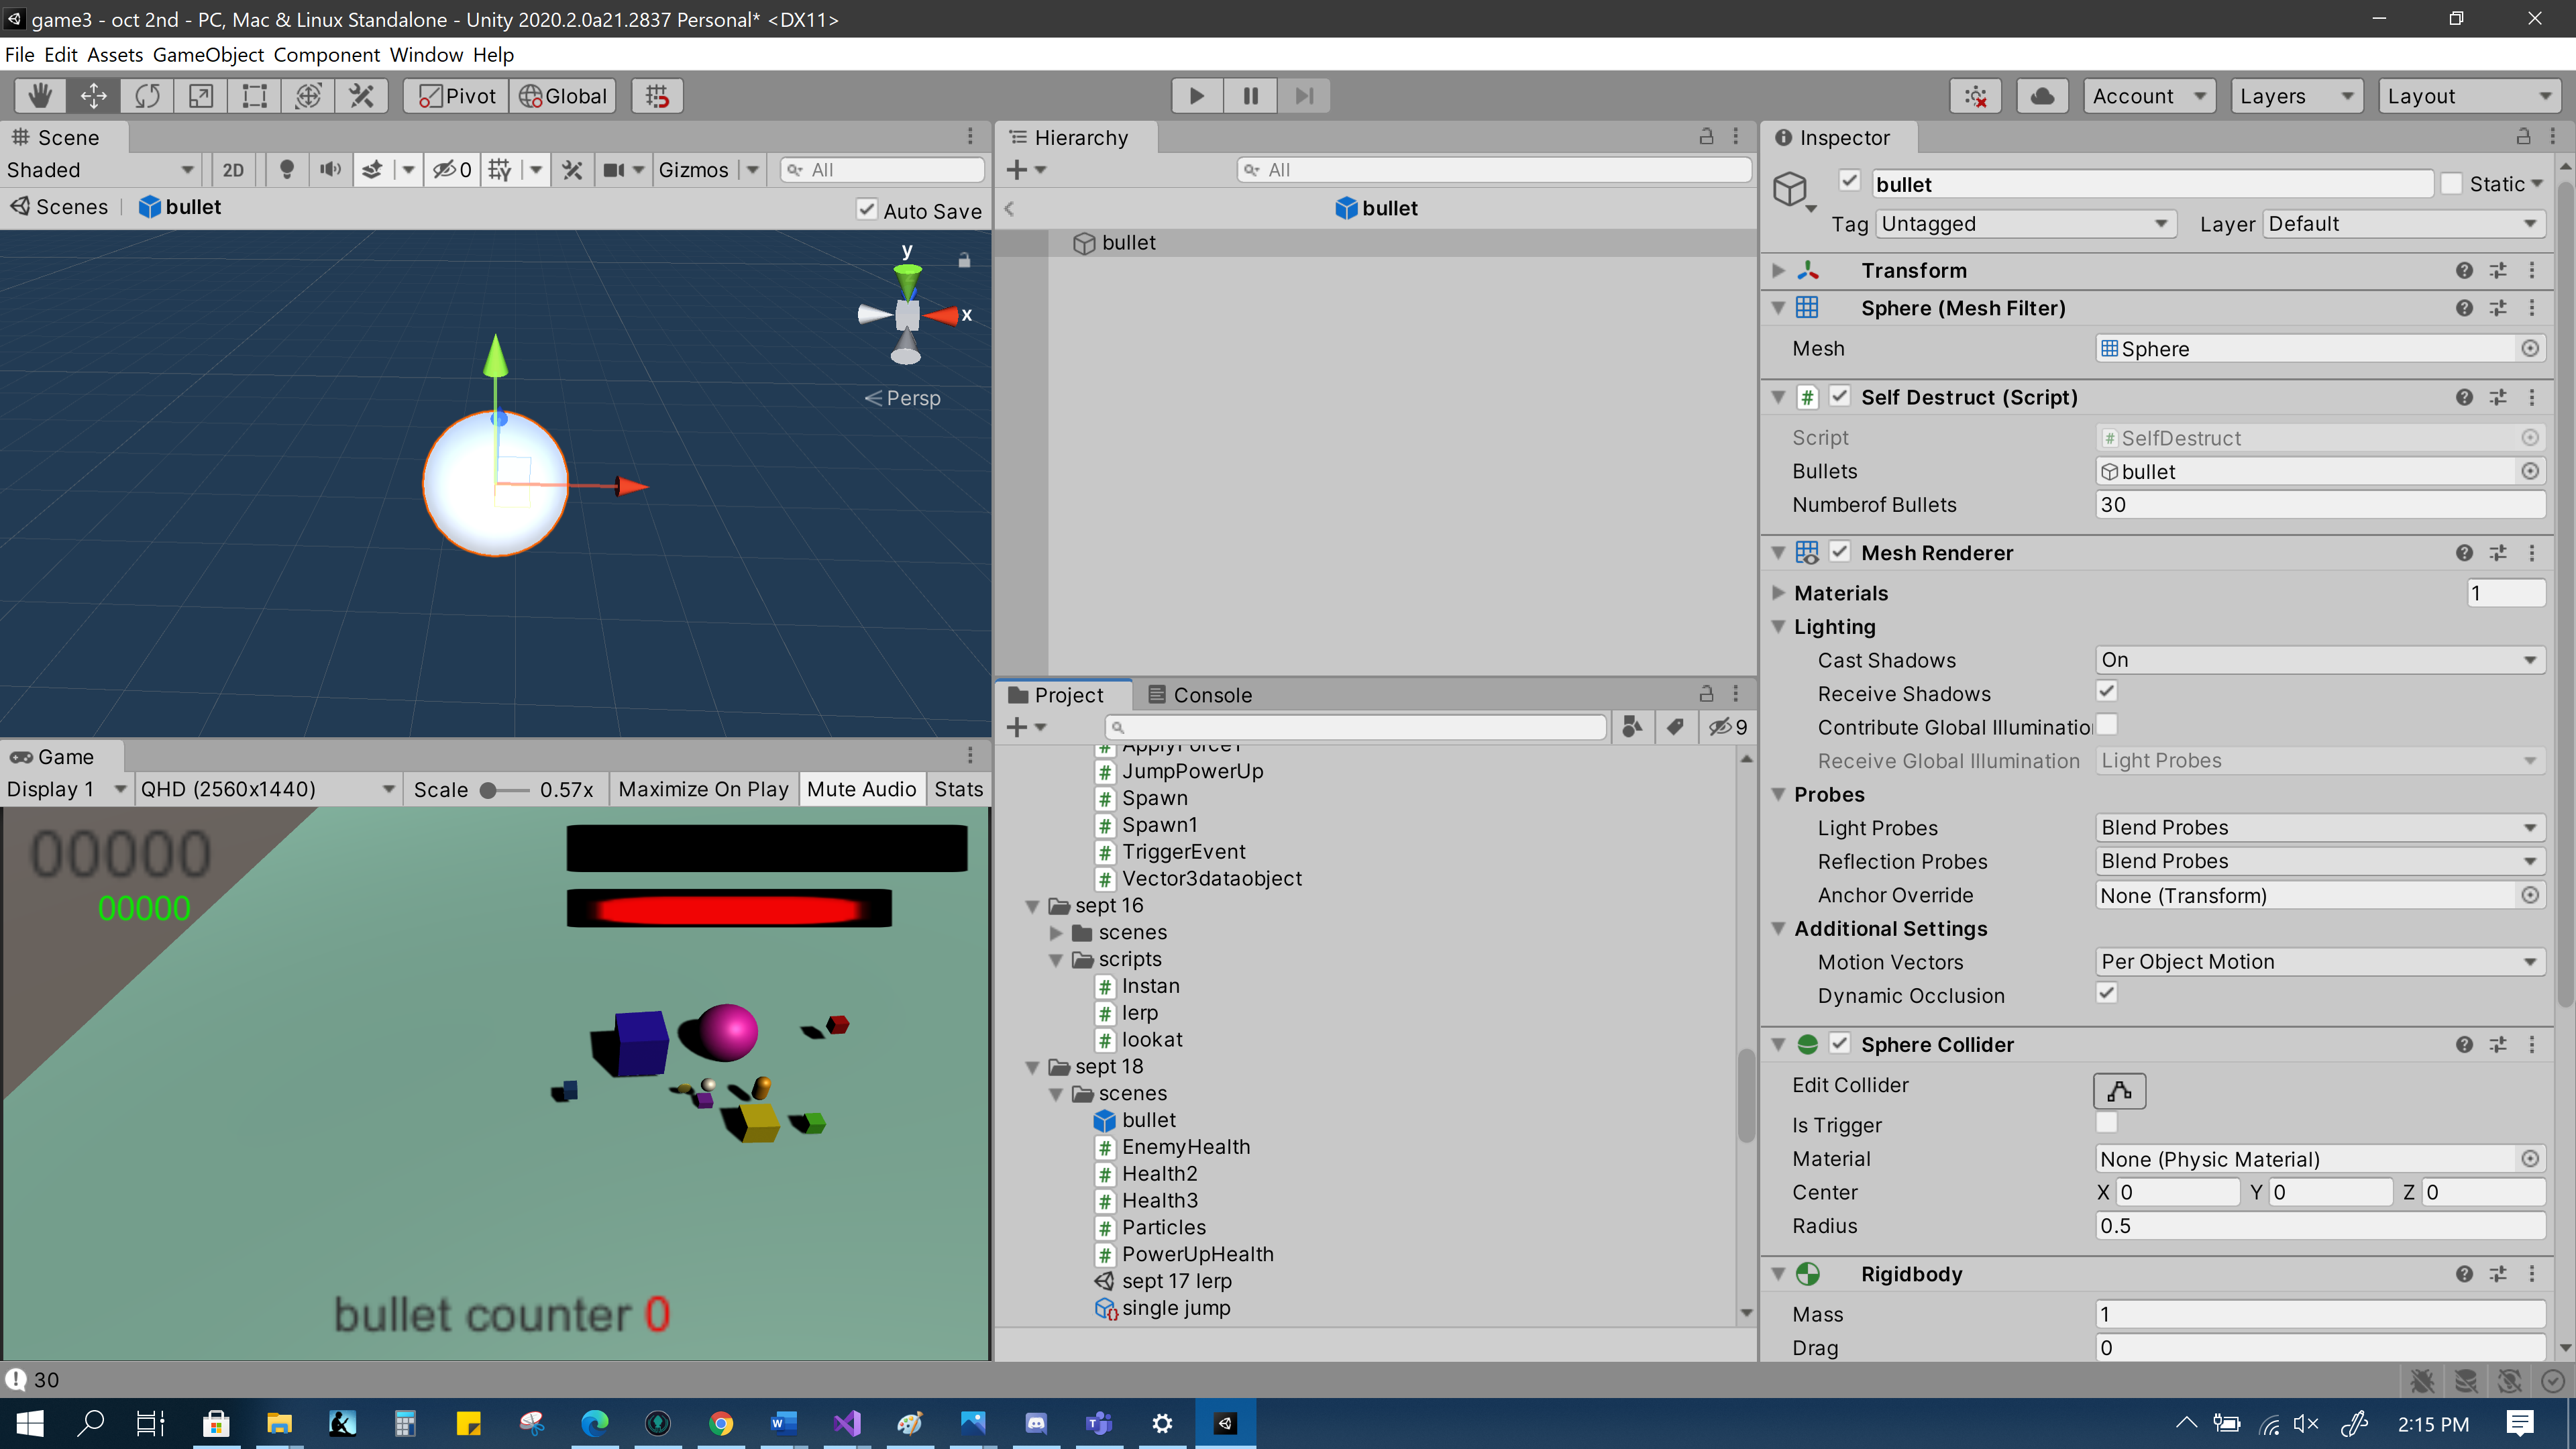 game3 - oct 2nd - PC, Mac & Linux Standalone - Unity 2020.2.0a21.2837 Personal* <DX11>
File Edit Assets GameObject Component Window Help
Pivot Global Account Layers Layout
Scene
Shaded 2D 0 Gizmos All
Scenes bullet Auto Save
y
x
Persp
Game
Display 1 QHD (2560x1440) Scale 0.57x Maximize On Play Mute Audio Stats
00000
00000
bullet counter 0
Hierarchy
All
bullet
bullet
Project Console
9
ApplyForce1
JumpPowerUp
Spawn
Spawn1
TriggerEvent
Vector3dataobject
sept 16
scenes
scripts
Instan
lerp
lookat
sept 18
scenes
bullet
EnemyHealth
Health2
Health3
Particles
PowerUpHealth
sept 17 lerp
single jump
Inspector
bullet Static
Tag Untagged Layer Default
Transform
Sphere (Mesh Filter)
Mesh Sphere
Self Destruct (Script)
Script SelfDestruct
Bullets bullet
Numberof Bullets 30
Mesh Renderer
Materials 1
Lighting
Cast Shadows On
Receive Shadows
Contribute Global Illuminatio
Receive Global Illumination Light Probes
Probes
Light Probes Blend Probes
Reflection Probes Blend Probes
Anchor Override None (Transform)
Additional Settings
Motion Vectors Per Object Motion
Dynamic Occlusion
Sphere Collider
Edit Collider
Is Trigger
Material None (Physic Material)
Center X 0 Y 0 Z 0
Radius 0.5
Rigidbody
Mass 1
Drag 0
30
2:15 PM